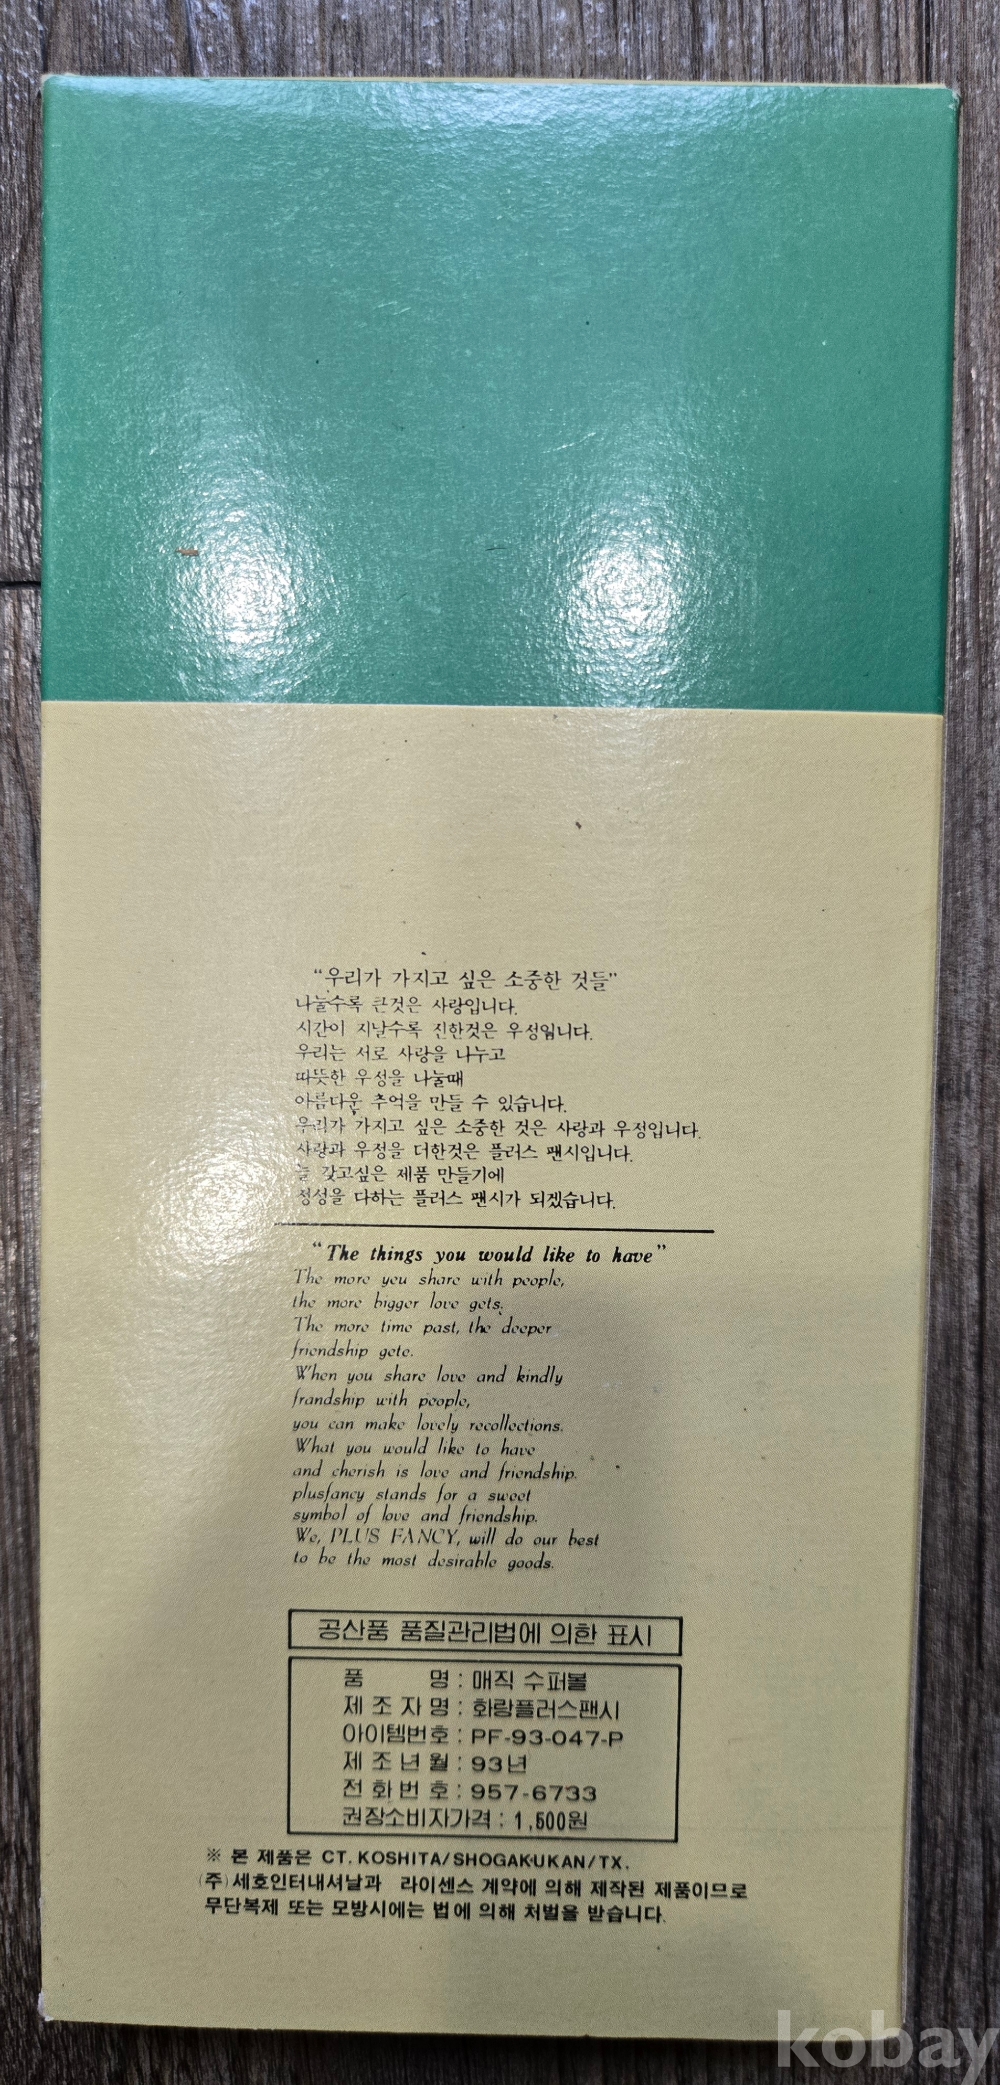 “우리가 가지고 싶은 소중한 것들”
나눌수록 큰것은 사랑입니다.
시간이 지날수록 진한것은 우정입니다.
우리는 서로 사랑을 나누고
따뜻한 우정을 나눌때
아름다운 추억을 만들 수 있습니다.
우리가 가지고 싶은 소중한 것은 사랑과 우정입니다.
사랑과 우정을 더한것은 플러스 팬시입니다.
늘 갖고싶은 제품 만들기에
정성을 다하는 플러스 팬시가 되겠습니다.
“The things you would like to have”
The more you share with people,
the more bigger love gets.
The more time past, the deeper
friendship gete.
When you share love and kindly
frandship with people,
you can make lovely recollections.
What you would like to have
and cherish is love and friendship.
plusfancy stands for a sweet
symbol of love and friendship.
We, PLUS FANCY, will do our best
to be the most desirable goods.
공산품 품질관리법에 의한 표시
품 명 : 매직 수퍼볼
제 조 자 명 : 화랑플러스팬시
아이템번호 : PF-93-047-P
제 조 년 월 : 93년
전 화 번 호 : 957-6733
권장소비자가격 : 1,500원
※ 본 제품은 CT. KOSHITA/SHOGAKUKAN/TX.
(주)세호인터내셔날과 라이센스 계약에 의해 제작된 제품이므로
무단복제 또는 모방시에는 법에 의해 처벌을 받습니다.
kobay